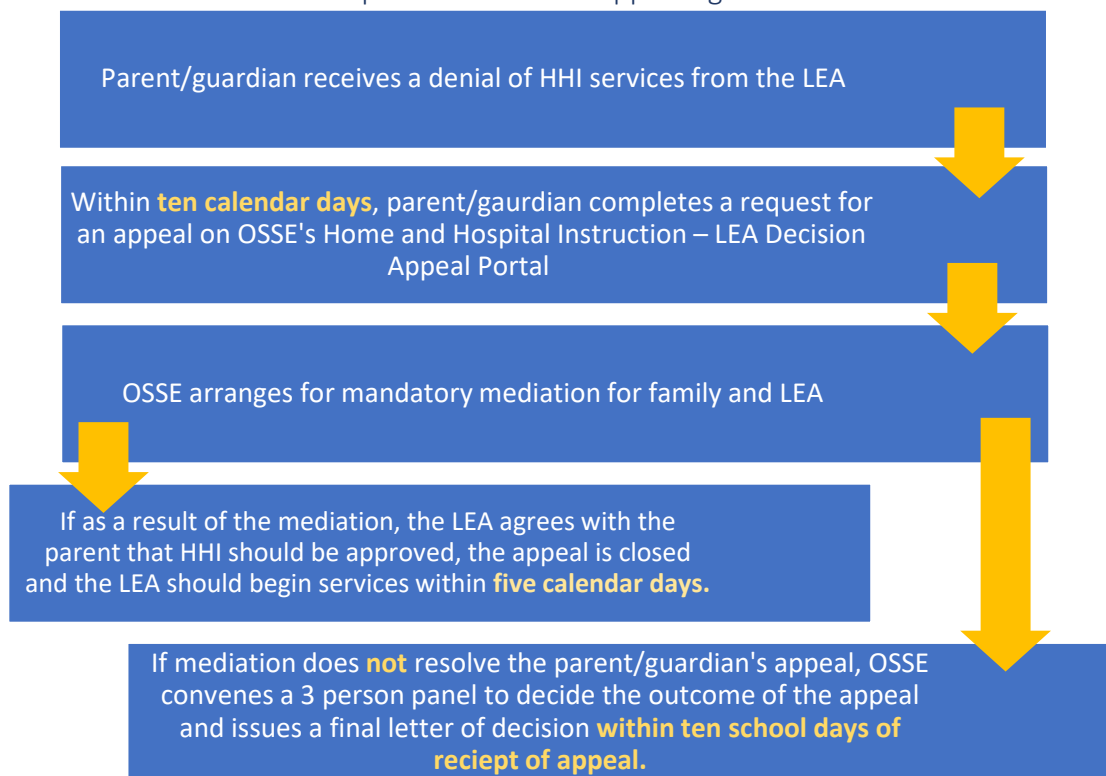 Parent/guardian receives a denial of HHI services from the LEA
Within ten calendar days, parent/gaurdian completes a request for
an appeal on OSSE's Home and Hospital Instruction – LEA Decision
Appeal Portal
OSSE arranges for mandatory mediation for family and LEA
If as a result of the mediation, the LEA agrees with the
parent that HHI should be approved, the appeal is closed
and the LEA should begin services within five calendar days.
If mediation does not resolve the parent/guardian's appeal, OSSE
convenes a 3 person panel to decide the outcome of the appeal
and issues a final letter of decision within ten school days of
reciept of appeal.